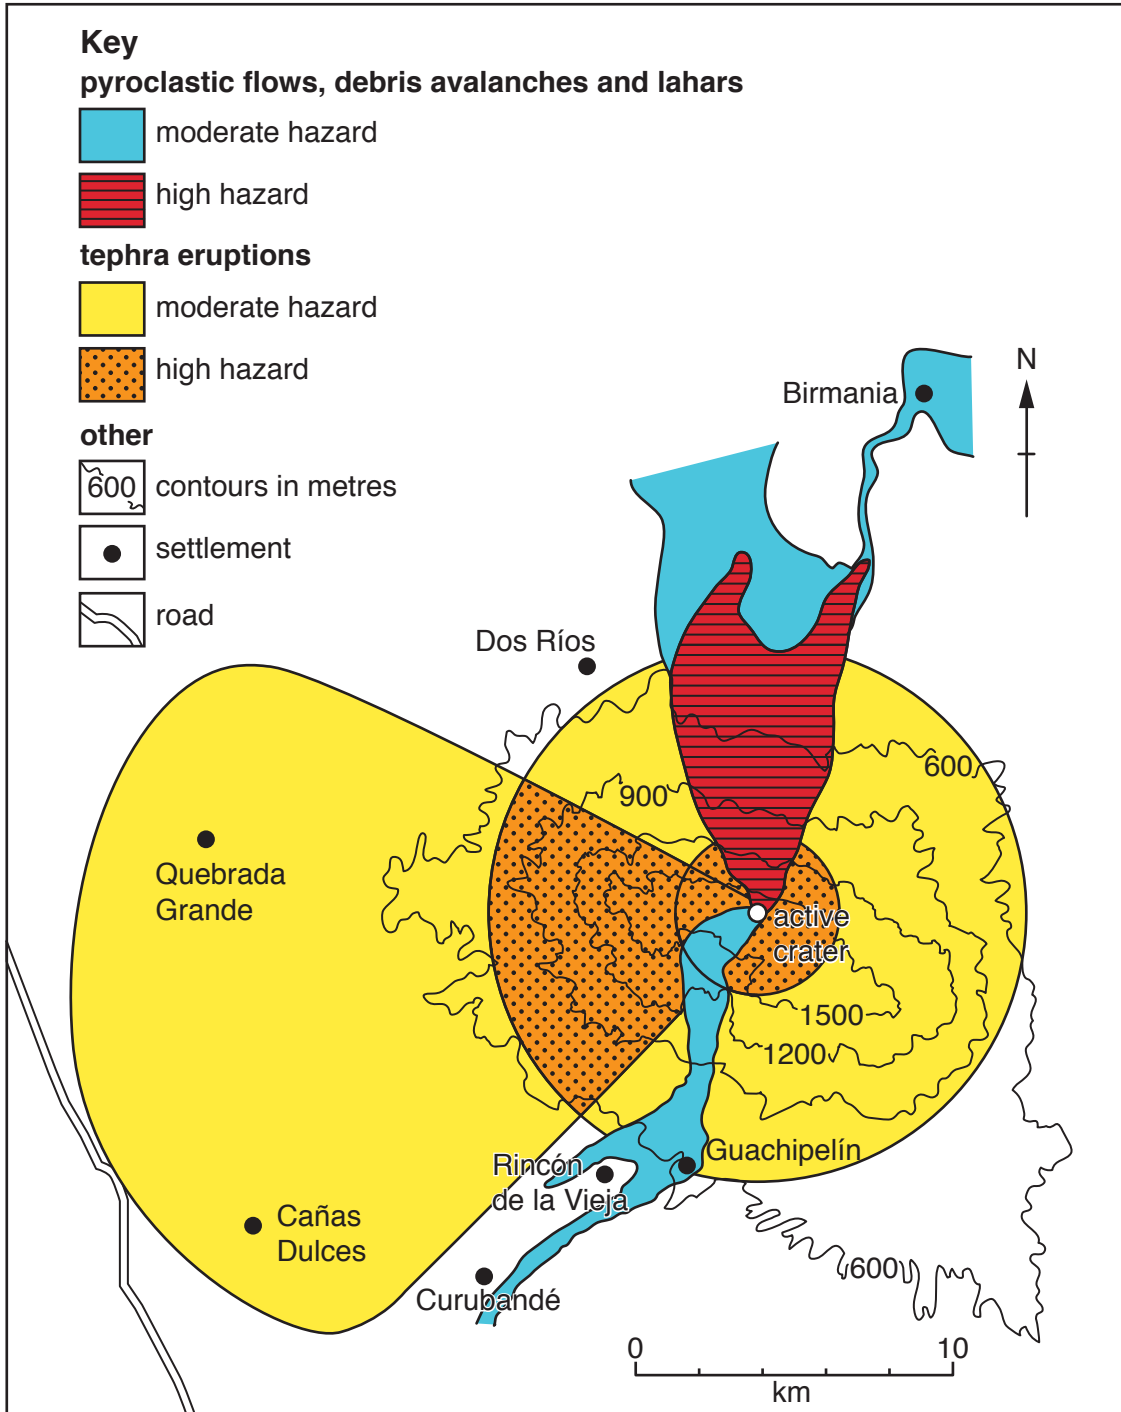 Key
pyroclastic flows, debris avalanches and lahars
moderate hazard
high hazard
tephra eruptions
moderate hazard
high hazard
other
600
contours in metres
settlement
road
N
Birmania
Dos Ríos
600
900
Quebrada
Grande
active
crater
1500
1200
Guachipelín
Rincón
de la Vieja
Cañas
Dulces
600
Curubandé
0
10
km